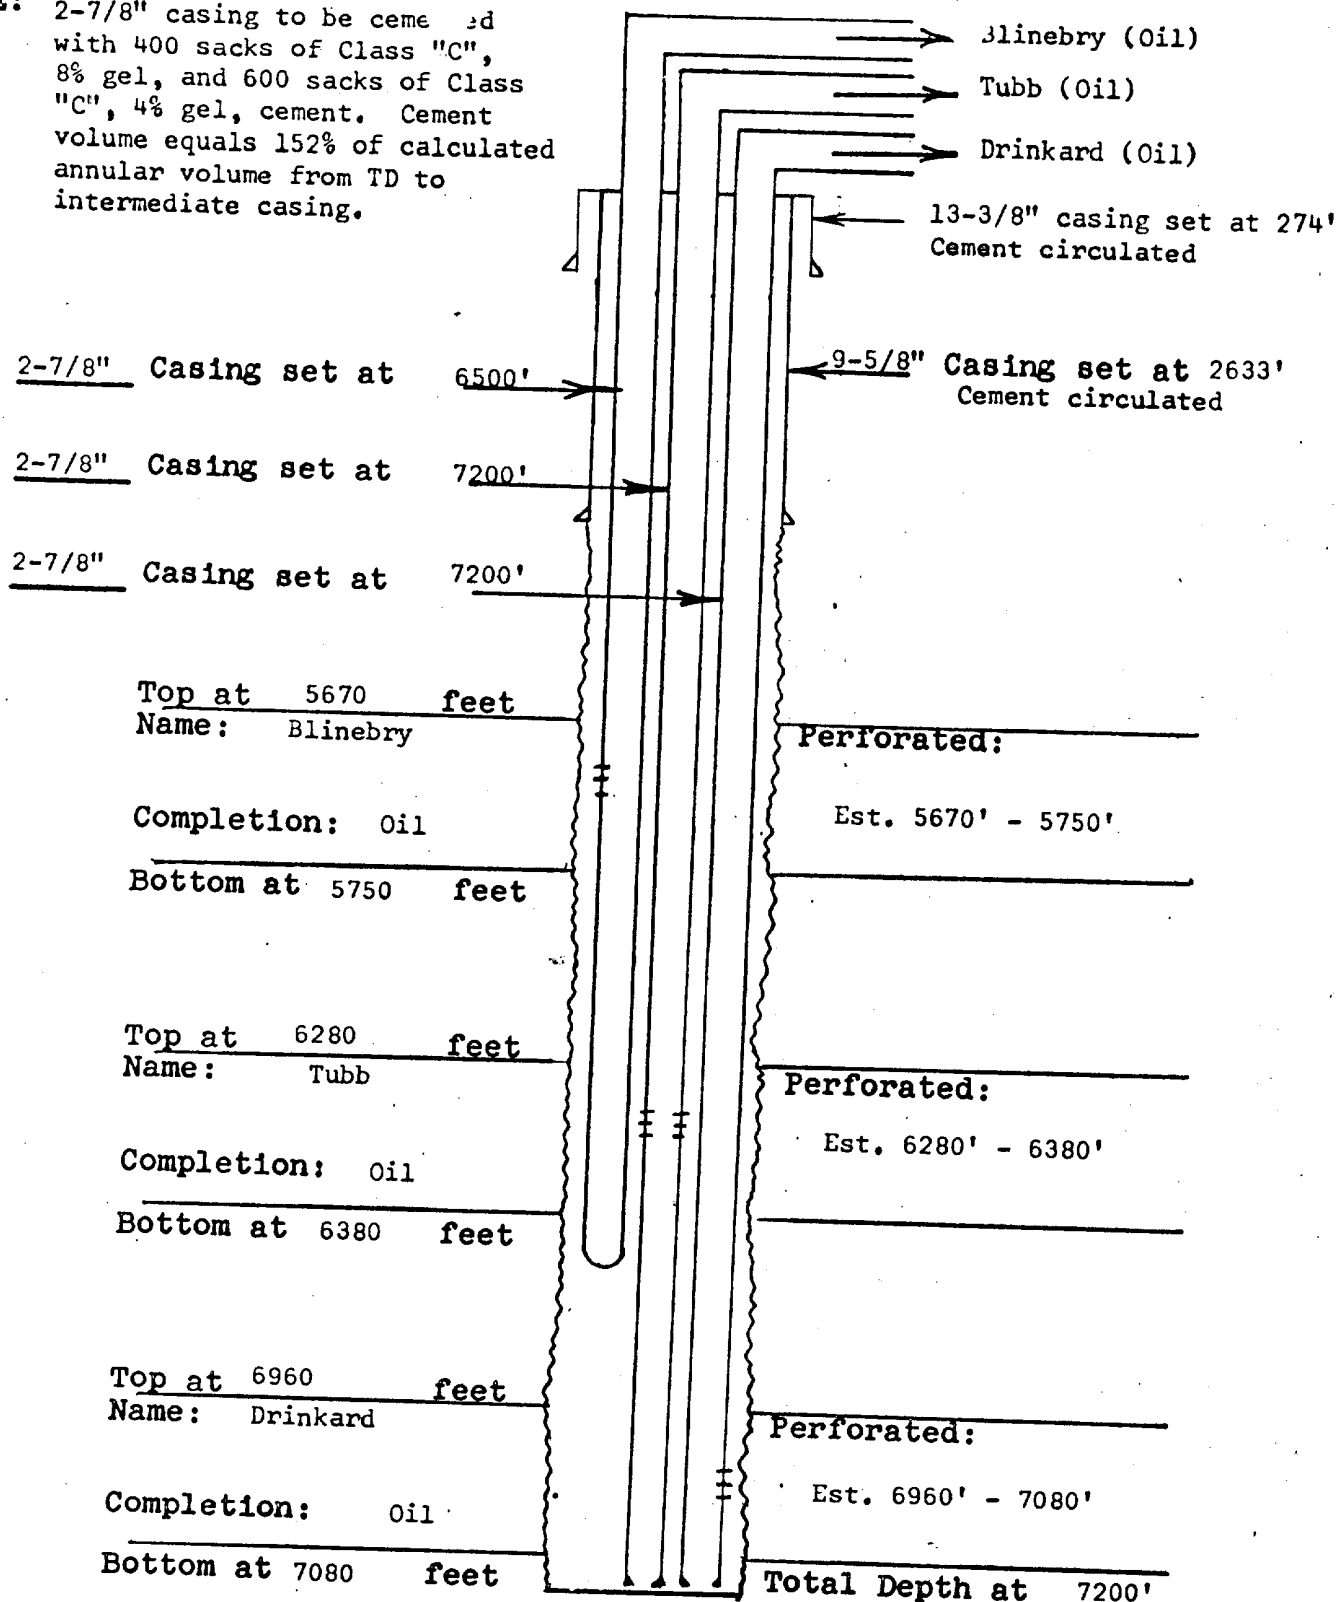 2-7/8" casing to be ceme ed
with 400 sacks of Class "C",
8% gel, and 600 sacks of Class
"C", 4% gel, cement. Cement
volume equals 152% of calculated
annular volume from TD to
intermediate casing.
Blinebry (Oil)
Tubb (Oil)
Drinkard (Oil)
13-3/8" casing set at 274'
Cement circulated
2-7/8" Casing set at 6500'
9-5/8" Casing set at 2633'
Cement circulated
2-7/8" Casing set at 7200'
2-7/8" Casing set at 7200'
Top at 5670 feet
Name: Blinebry
Perforated:
Completion: Oil
Est. 5670' - 5750'
Bottom at 5750 feet
Top at 6280 feet
Name: Tubb
Perforated:
Completion: Oil
Est. 6280' - 6380'
Bottom at 6380 feet
Top at 6960 feet
Name: Drinkard
Perforated:
Completion: Oil
Est. 6960' - 7080'
Bottom at 7080 feet
Total Depth at 7200'